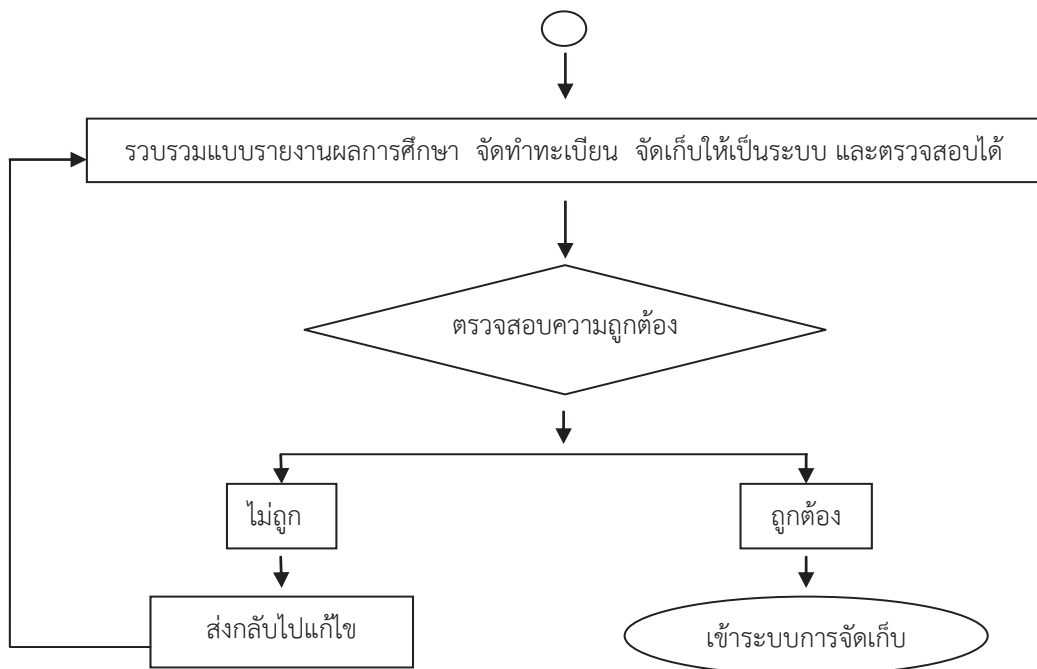 รวบรวมแบบรายงานผลการศึกษา จัดทำทะเบียน จัดเก็บให้เป็นระบบ และตรวจสอบได้
ตรวจสอบความถูกต้อง
ไม่ถูก
ถูกต้อง
ส่งกลับไปแก้ไข
เข้าระบบการจัดเก็บ